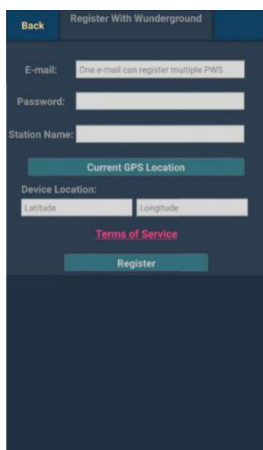 Back
Register With Wunderground
E-mail: One e-mail can register multiple PWS
Password:
Station Name:
Current GPS Location
Device Location:
Latitude Longitude
Terms of Service
Register